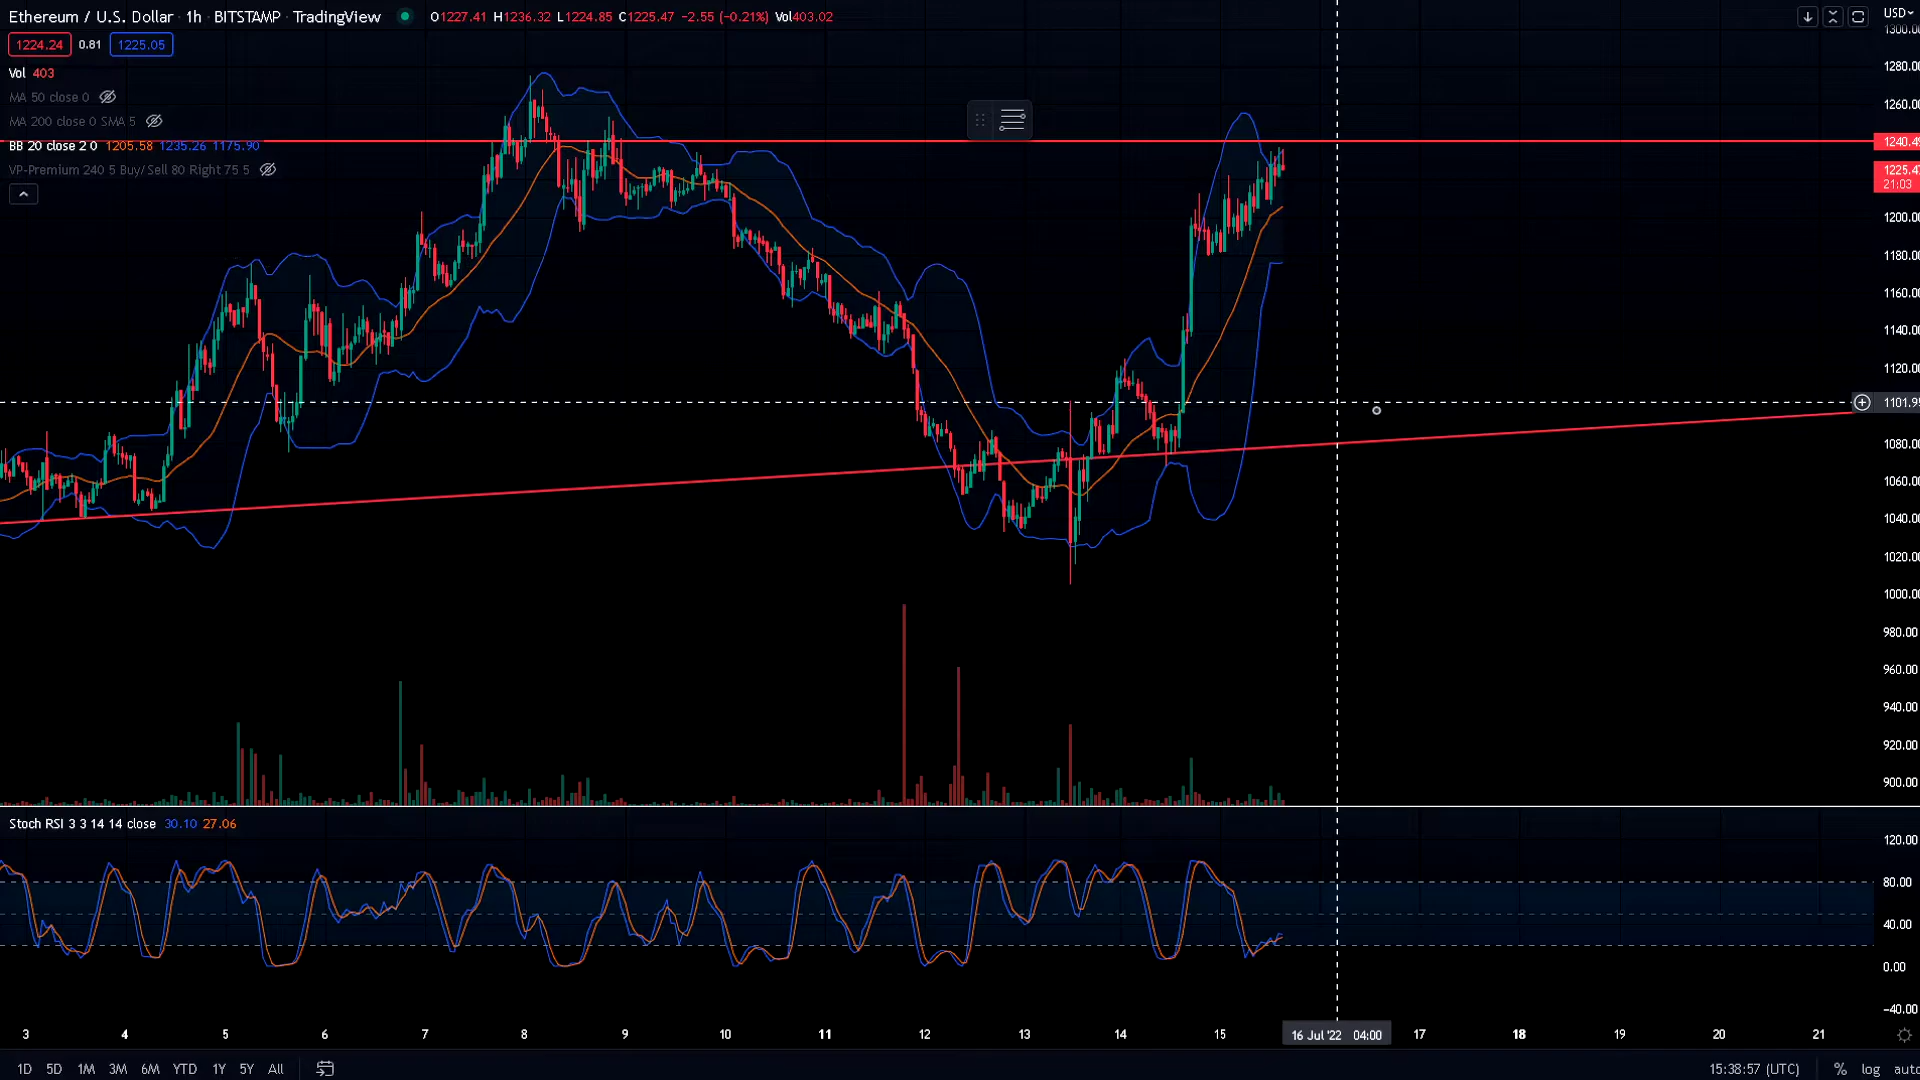 Ethereum / U.S. Dollar · 1h · BITSTAMP · TradingView O1227.41 H1236.32 L1224.85 C1225.47 −2.55 (−0.21%) Vol403.02
USD
1224.24 0.81 1225.05
Vol 403
MA 50 close 0
MA 200 close 0 SMA 5
BB 20 close 2 0 1205.58 1235.26 1175.90
VP-Premium 240 5 Buy/Sell 80 Right 75 5
1300.00
1280.00
1260.00
1240.49
1225.47
21:03
1200.00
1180.00
1160.00
1140.00
1120.00
1101.95
1080.00
1060.00
1040.00
1020.00
1000.00
980.00
960.00
940.00
920.00
900.00
Stoch RSI 3 3 14 14 close 30.10 27.06
120.00
80.00
40.00
0.00
−40.00
3 4 5 6 7 8 9 10 11 12 13 14 15 16 Jul '22 04:00 17 18 19 20 21
1D 5D 1M 3M 6M YTD 1Y 5Y All 15:38:57 (UTC) % log auto